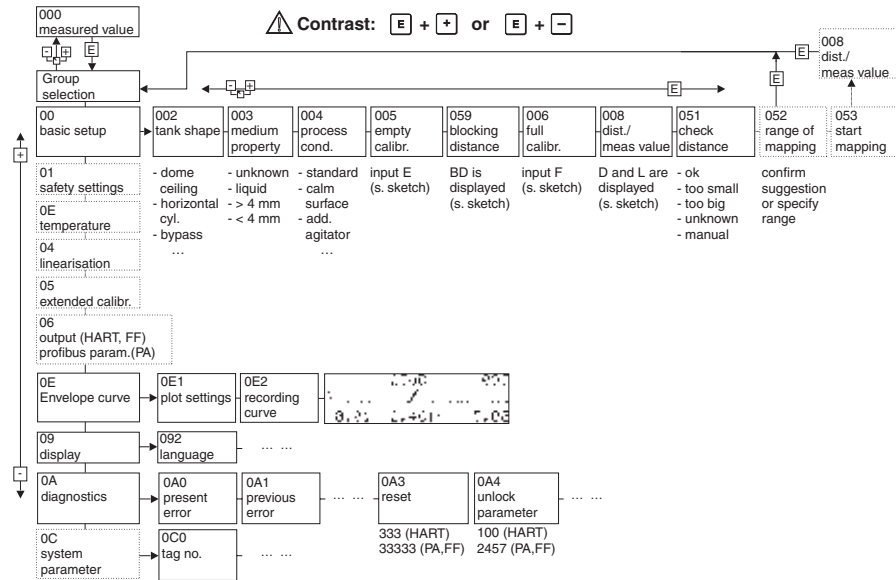 000
measured value
Contrast: E + + or E + −
- +
E
E
008
dist./
meas value
Group
selection
- +
E
E
00
basic setup
002
tank shape
003
medium
property
004
process
cond.
005
empty
calibr.
059
blocking
distance
006
full
calibr.
008
dist./
meas value
051
check
distance
052
range of
mapping
053
start
mapping
+
- dome
ceiling
- horizontal
cyl.
- bypass
...
- unknown
- liquid
- > 4 mm
- < 4 mm
- standard
- calm
surface
- add.
agitator
...
input E
(s. sketch)
BD is
displayed
(s. sketch)
input F
(s. sketch)
D and L are
displayed
(s. sketch)
- ok
- too small
- too big
- unknown
- manual
confirm
suggestion
or specify
range
01
safety settings
0E
temperature
04
linearisation
05
extended calibr.
06
output (HART, FF)
profibus param.(PA)
0E
Envelope curve
0E1
plot settings
0E2
recording
curve
09
display
092
language
... ...
-
0A
diagnostics
0A0
present
error
0A1
previous
error
... ...
0A3
reset
0A4
unlock
parameter
... ...
333 (HART)
33333 (PA,FF)
100 (HART)
2457 (PA,FF)
0C
system
parameter
0C0
tag no.
... ...